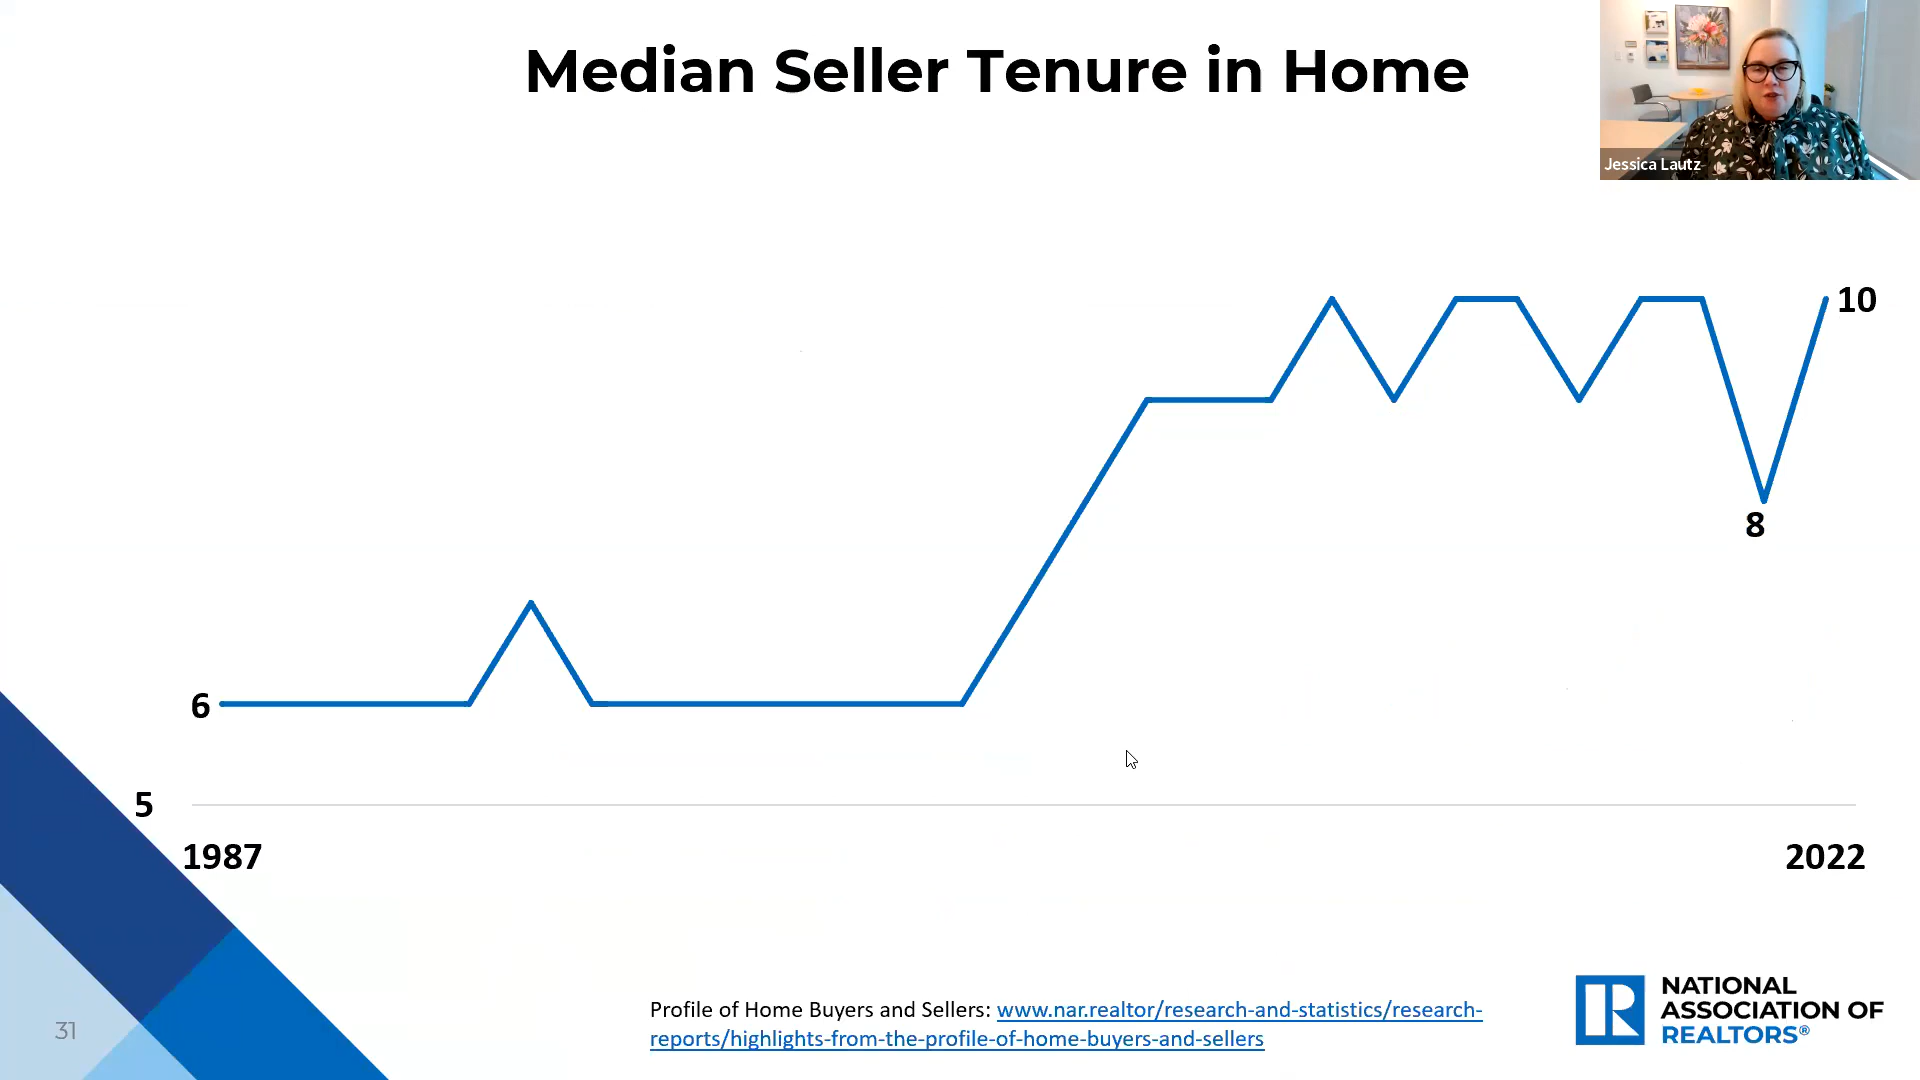 Median Seller Tenure in Home
Jessica Lautz
10
8
6
5
1987
2022
Profile of Home Buyers and Sellers: www.nar.realtor/research-and-statistics/research-
reports/highlights-from-the-profile-of-home-buyers-and-sellers
31
R
NATIONAL
ASSOCIATION OF
REALTORS®